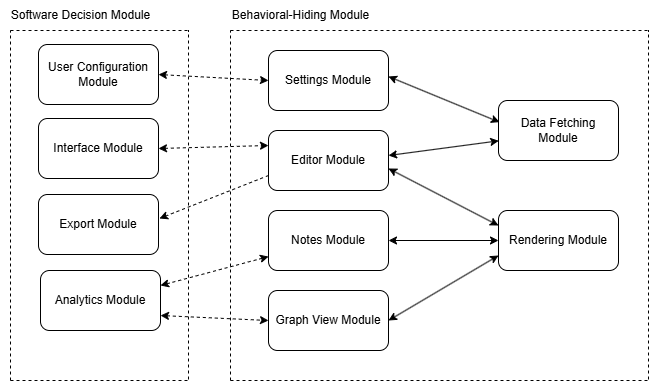 Software Decision Module
Behavioral-Hiding Module
User Configuration
Module
Interface Module
Export Module
Analytics Module
Settings Module
Editor Module
Notes Module
Graph View Module
Data Fetching
Module
Rendering Module